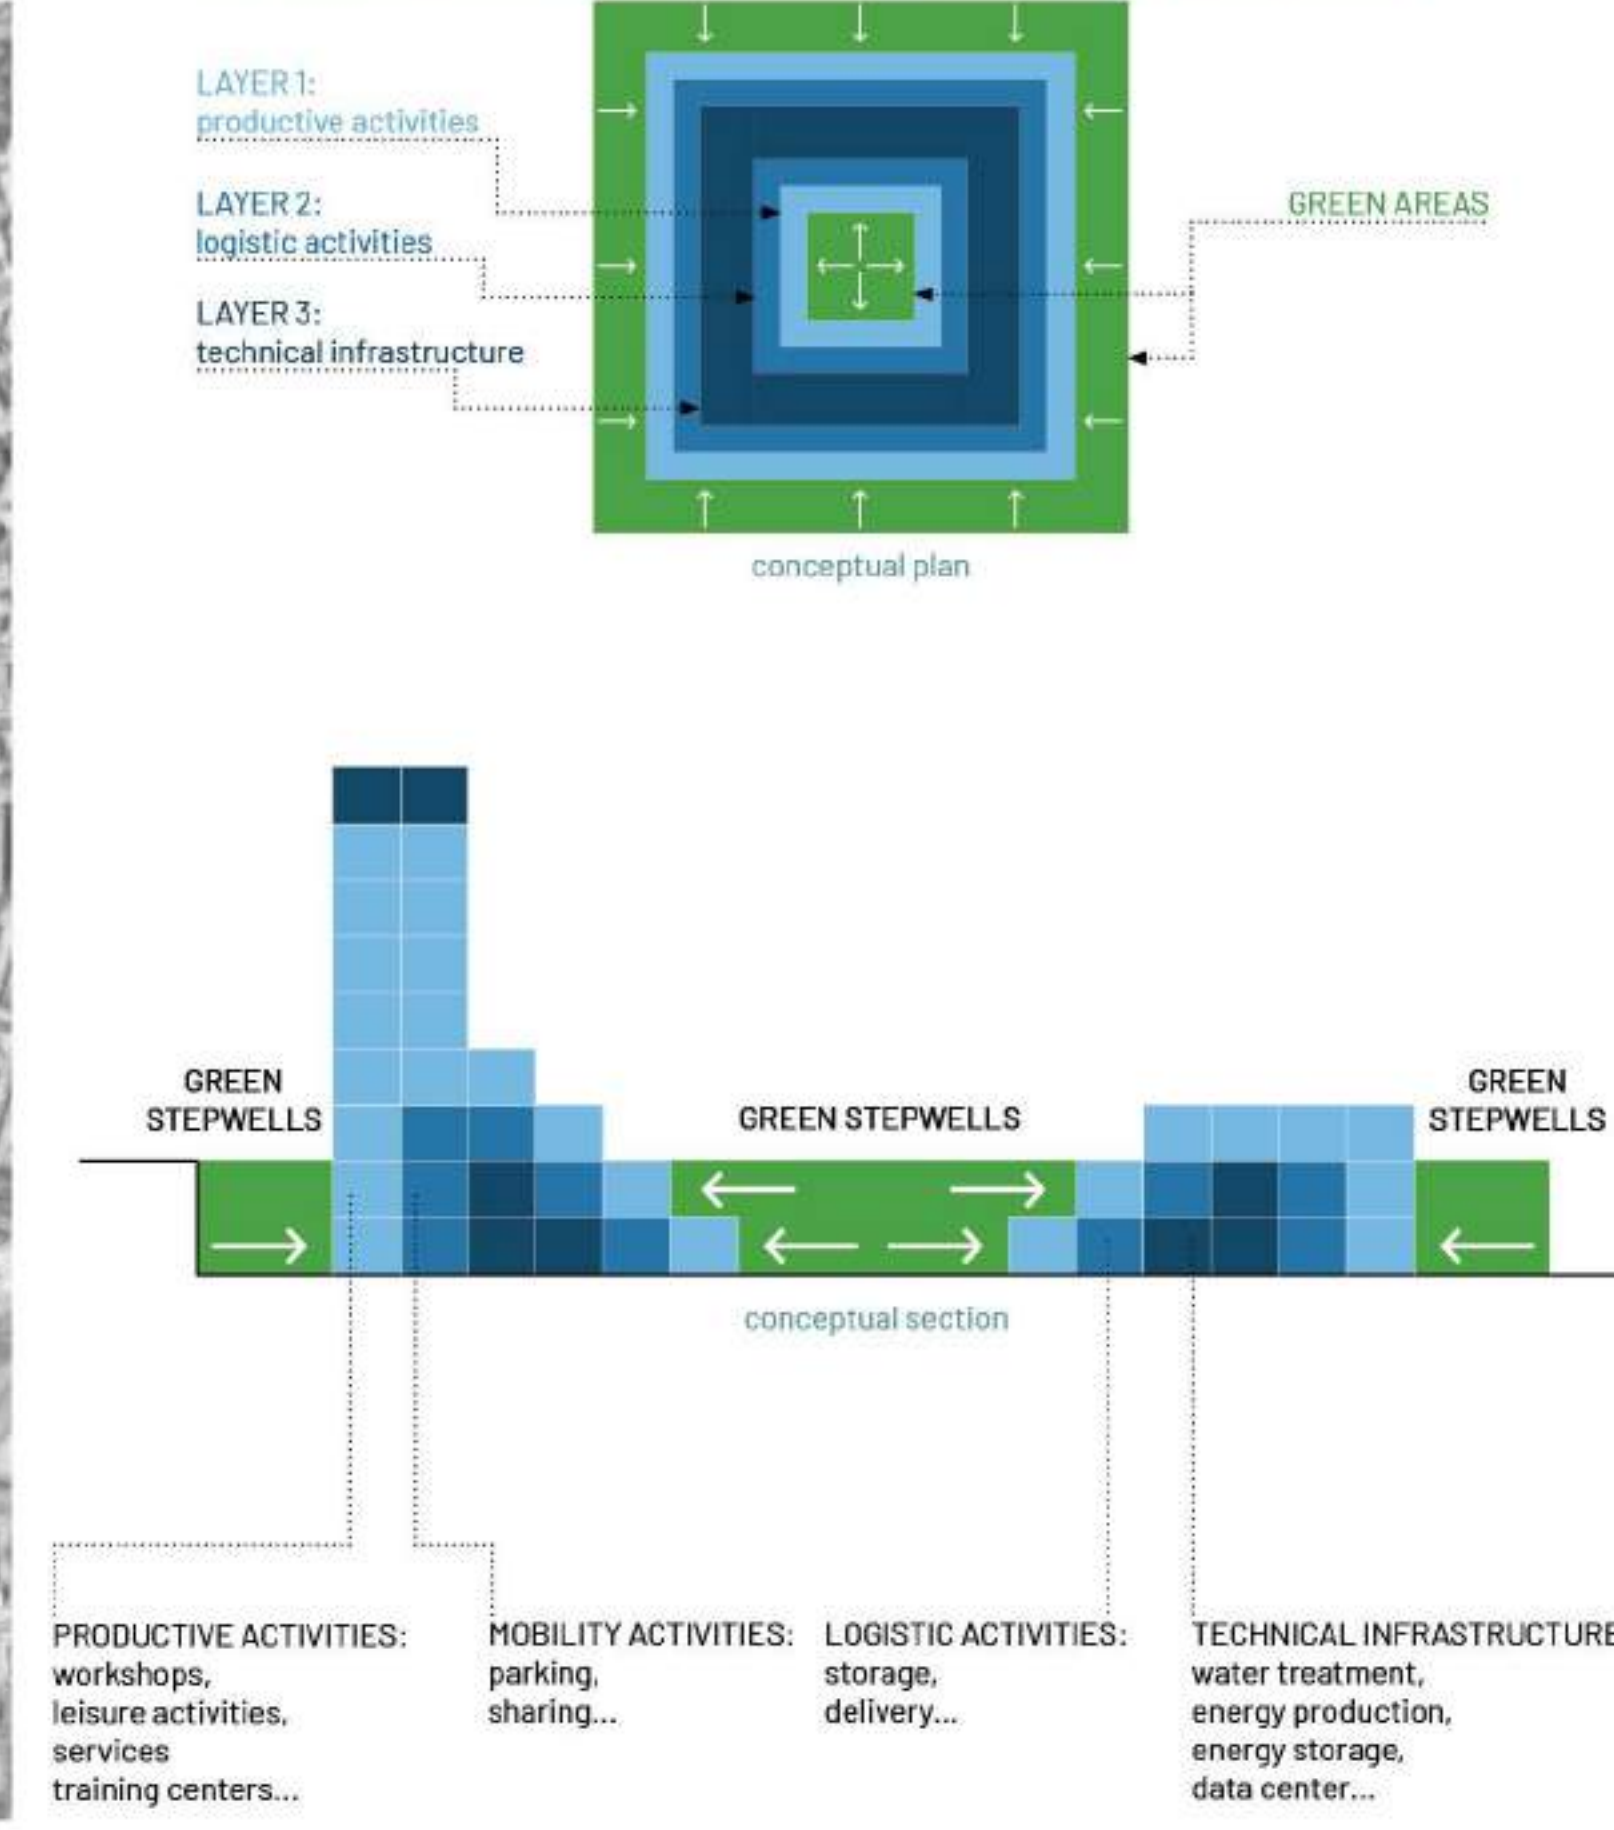 LAYER 1:
productive activities
LAYER 2:
logistic activities
LAYER 3:
technical infrastructure
GREEN AREAS
conceptual plan
GREEN
STEPWELLS
GREEN STEPWELLS
GREEN
STEPWELLS
conceptual section
PRODUCTIVE ACTIVITIES:
workshops,
leisure activities,
services
training centers...
MOBILITY ACTIVITIES:
parking,
sharing...
LOGISTIC ACTIVITIES:
storage,
delivery...
TECHNICAL INFRASTRUCTURE
water treatment,
energy production,
energy storage,
data center...